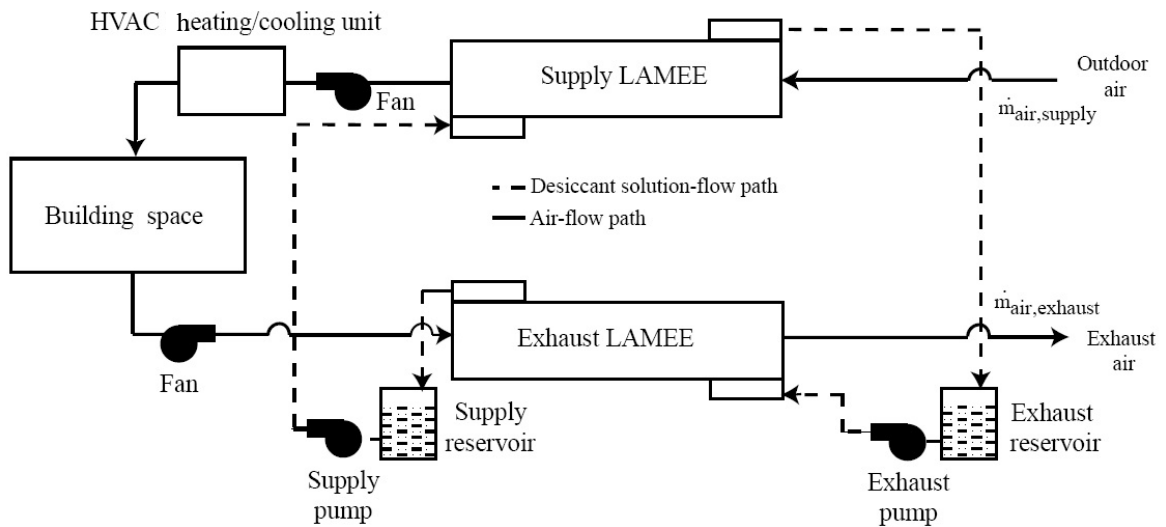 HVAC heating/cooling unit
Supply LAMEE
Outdoor
air
Fan
ṁair,supply
Desiccant solution-flow path
Building space
Air-flow path
ṁair,exhaust
Exhaust LAMEE
Exhaust
air
Fan
Supply
reservoir
Exhaust
reservoir
Supply
pump
Exhaust
pump